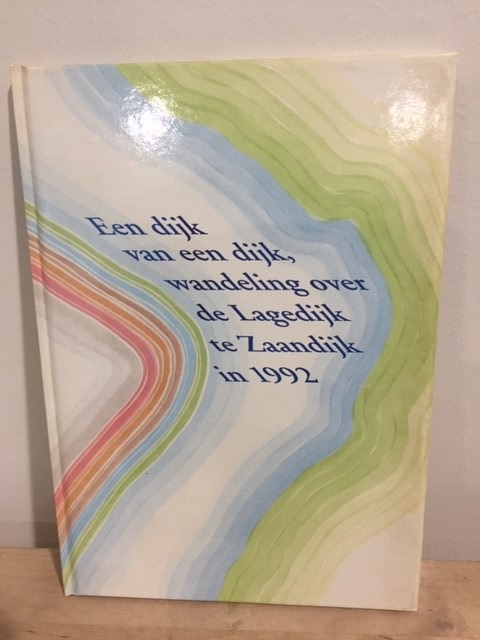 Een dijk
van een dijk,
wandeling over
de Lagedijk
te Zaandijk
in 1992